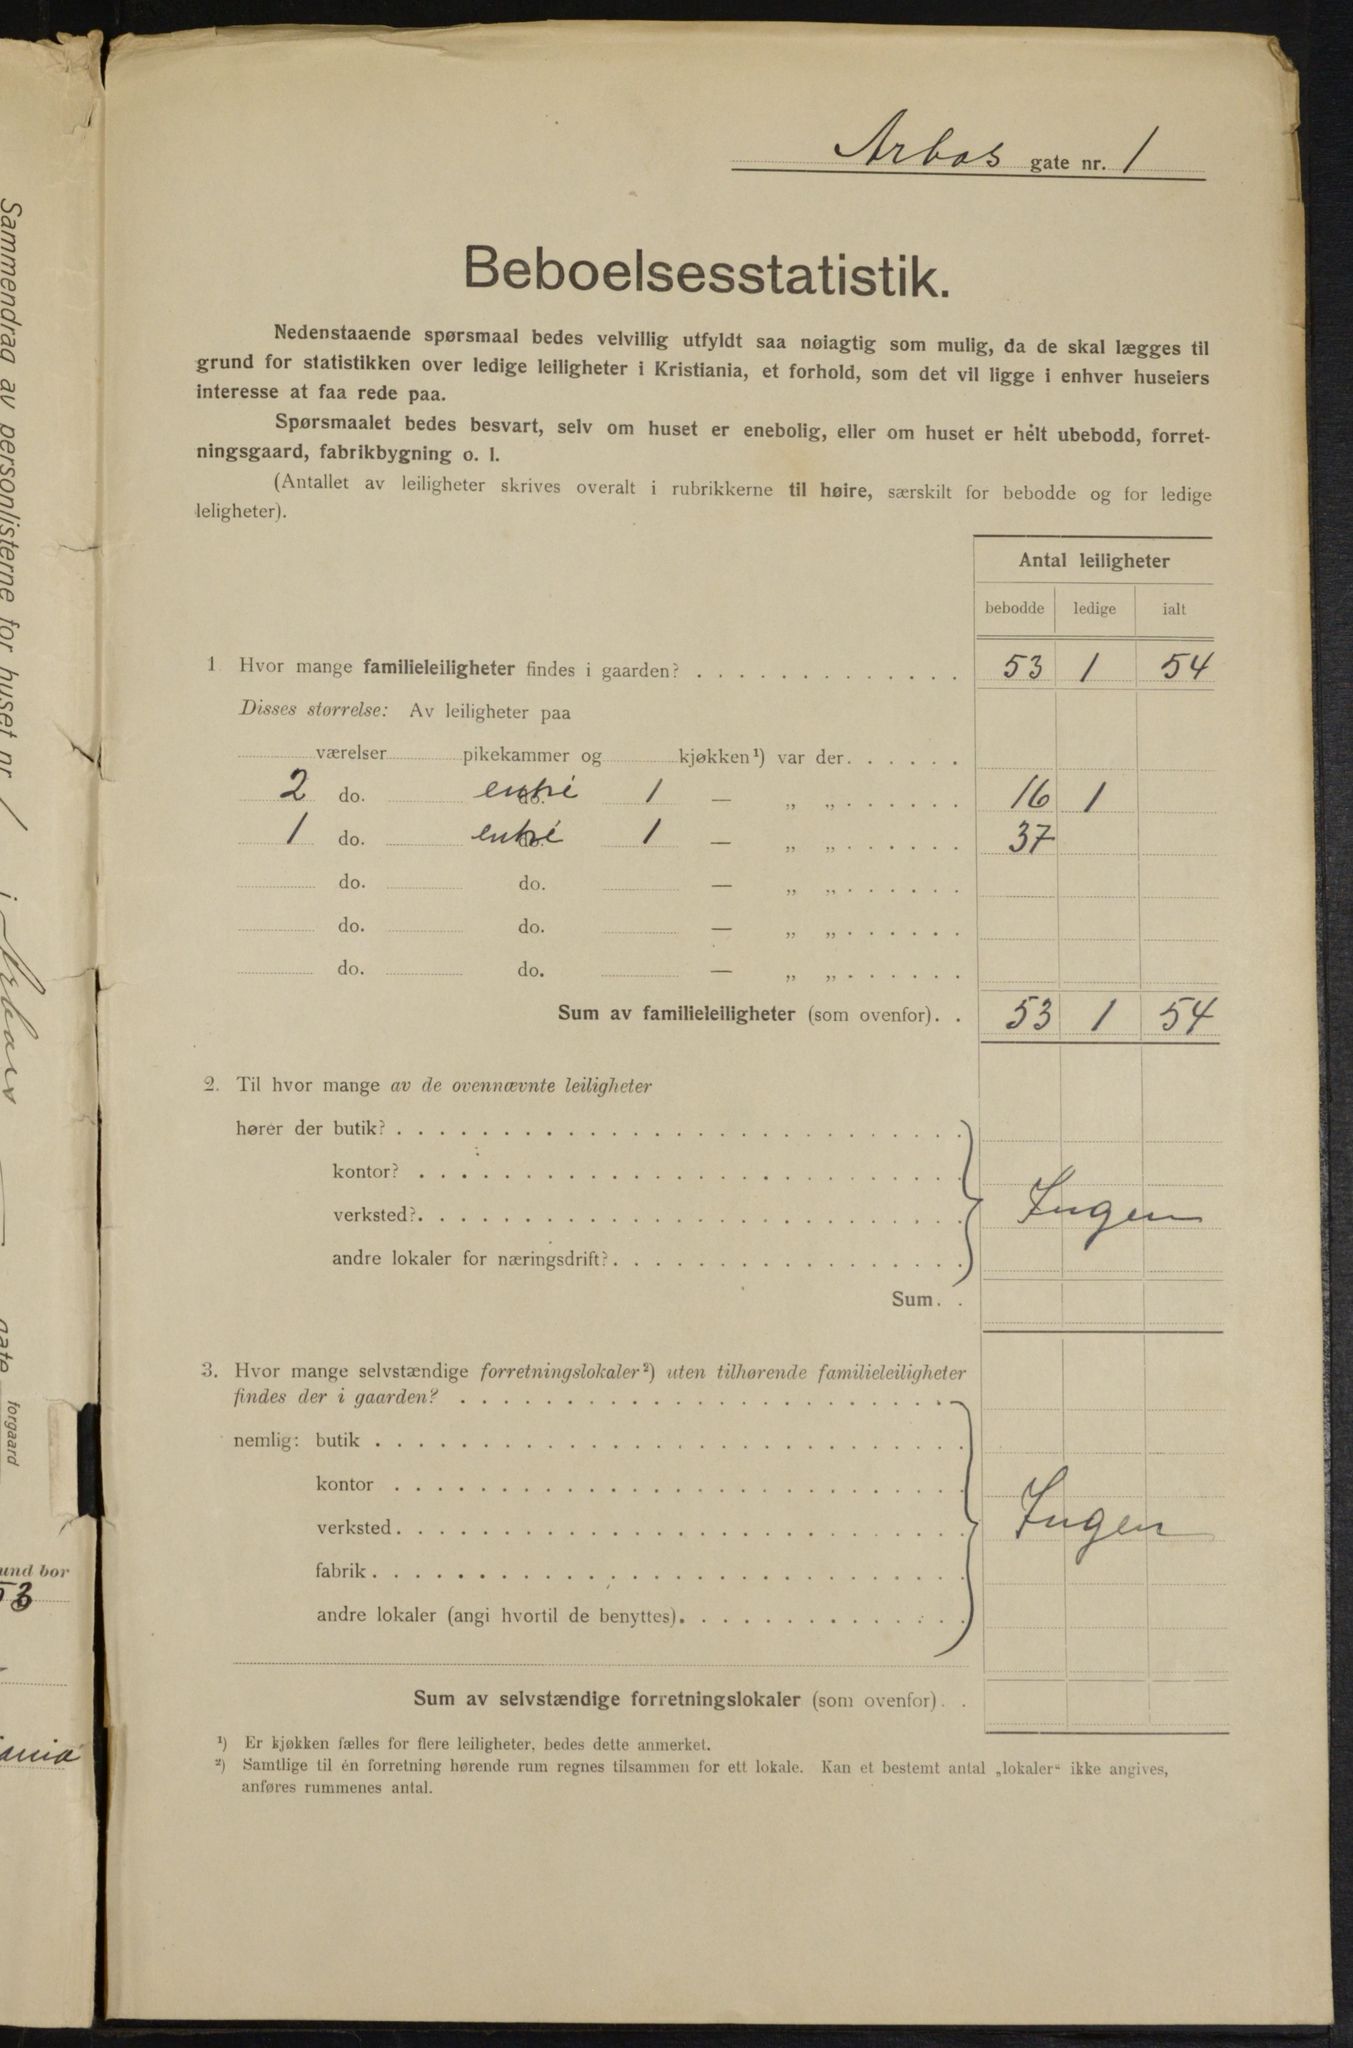 Arbos gate nr. 1
Beboelsesstatistik.
Nedenstaaende spørsmaal bedes velvillig utfyldt saa nøiagtig som mulig, da de skal lægges til
grund for statistikken over ledige leiligheter i Kristiania, et forhold, som det vil ligge i enhver huseiers
interesse at faa rede paa.
Spørsmaalet bedes besvart, selv om huset er enebolig, eller om huset er helt ubebodd, forret-
ningsgaard, fabrikbygning o. l.
(Antallet av leiligheter skrives overalt i rubrikkerne til høire, særskilt for bebodde og for ledige
leligheter).
Antal leiligheter
bebodde ledige ialt
1. Hvor mange familieleiligheter findes i gaarden? 53 1 54
Disses størrelse: Av leiligheter paa
værelser pikekammer og kjøkken¹) var der.
2 do. do. entré 1 — „ „ 16 1
1 do. do. entré 1 — „ „ 37
do. do. — „ „
do. do. — „ „
do. do. — „ „
Sum av familieleiligheter (som ovenfor). . 53 1 54
2. Til hvor mange av de ovennævnte leiligheter
hører der butik?
kontor?
verksted? Ingen
andre lokaler for næringsdrift?
Sum. .
3. Hvor mange selvstændige forretningslokaler²) uten tilhørende familieleiligheter
findes der i gaarden?
nemlig: butik
kontor
verksted. Ingen
fabrik.
andre lokaler (angi hvortil de benyttes).
Sum av selvstændige forretningslokaler (som ovenfor). .
¹) Er kjøkken fælles for flere leiligheter, bedes dette anmerket.
²) Samtlige til én forretning hørende rum regnes tilsammen for ett lokale. Kan et bestemt antal „lokaler“ ikke angives,
anføres rummenes antal.
Sammendrag av personlisterne for huset nr. 1 i Arbos
gate
forgaard
und bor
53